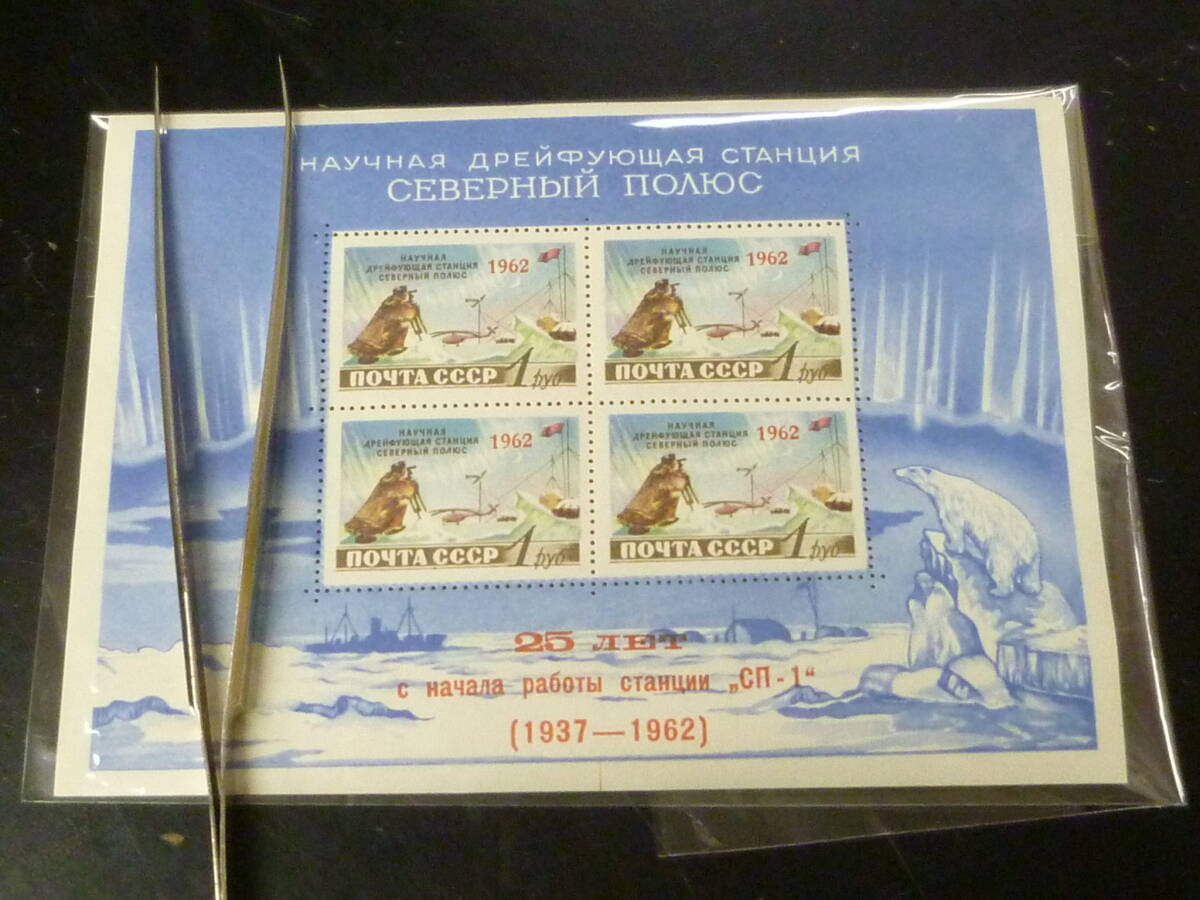 НАУЧНАЯ ДРЕЙФУЮЩАЯ СТАНЦИЯ
СЕВЕРНЫЙ ПОЛЮС
НАУЧНАЯ
ДРЕЙФУЮЩАЯ СТАНЦИЯ
СЕВЕРНЫЙ ПОЛЮС
1962
ПОЧТА СССР 1 руб
НАУЧНАЯ
ДРЕЙФУЮЩАЯ СТАНЦИЯ
СЕВЕРНЫЙ ПОЛЮС
1962
ПОЧТА СССР 1 руб
НАУЧНАЯ
ДРЕЙФУЮЩАЯ СТАНЦИЯ
СЕВЕРНЫЙ ПОЛЮС
1962
ПОЧТА СССР 1 руб
НАУЧНАЯ
ДРЕЙФУЮЩАЯ СТАНЦИЯ
СЕВЕРНЫЙ ПОЛЮС
1962
ПОЧТА СССР 1 руб
25 ЛЕТ
с начала работы станции „СП-1“
(1937—1962)